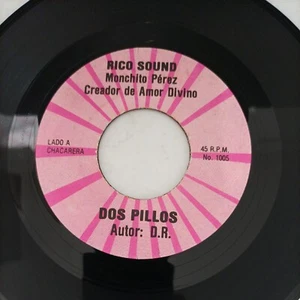 RICO SOUND
Monchito Pérez
Creador de Amor Divino
LADO A
CHACARERA
45 R.P.M.
No. 1005
DOS PILLOS
Autor: D.R.